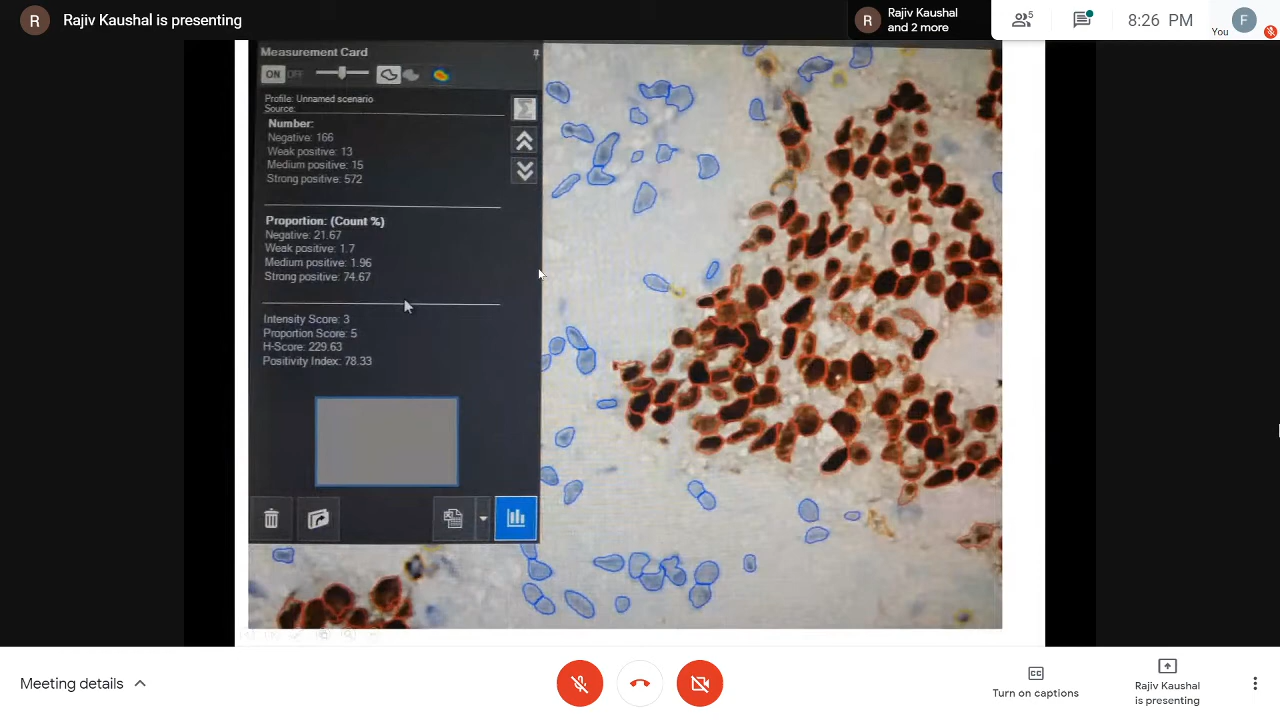 R
Rajiv Kaushal is presenting
R
Rajiv Kaushal
and 2 more
5
8:26 PM
You
F
Measurement Card
ON OFF
Profile: Unnamed scenario
Source:
Number:
Negative: 166
Weak positive: 13
Medium positive: 15
Strong positive: 572
Proportion: (Count %)
Negative: 21.67
Weak positive: 1.7
Medium positive: 1.96
Strong positive: 74.67
Intensity Score: 3
Proportion Score: 5
H-Score: 229.63
Positivity Index: 78.33
Meeting details
CC
Turn on captions
Rajiv Kaushal
is presenting